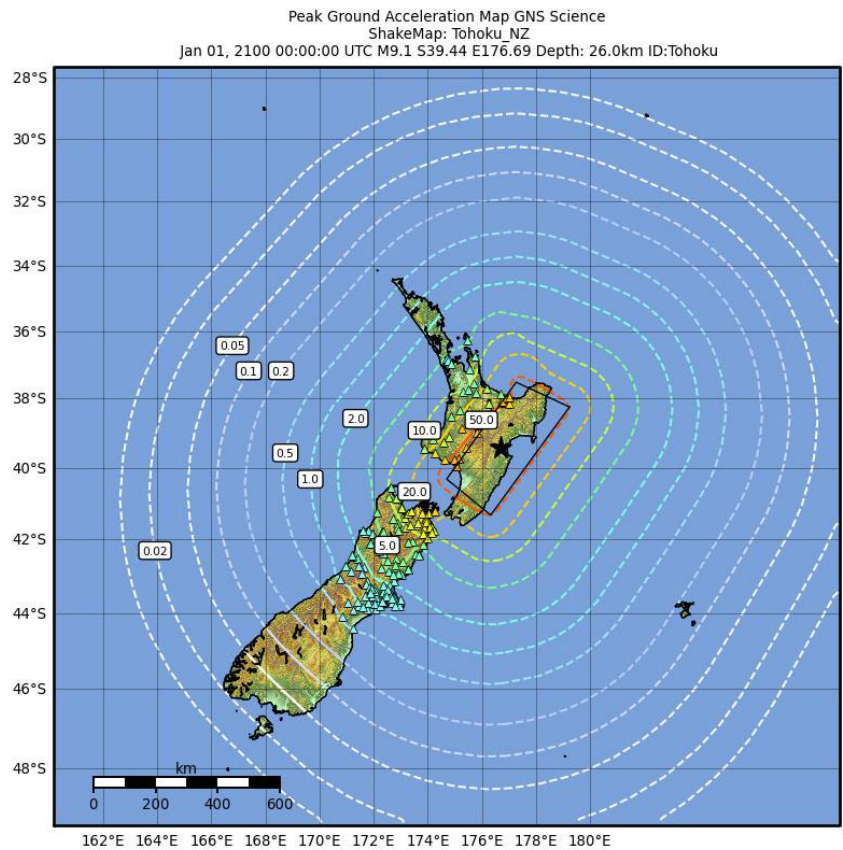 Peak Ground Acceleration Map GNS Science
ShakeMap: Tohoku_NZ
Jan 01, 2100 00:00:00 UTC M9.1 S39.44 E176.69 Depth: 26.0km ID:Tohoku
28°S
30°S
32°S
34°S
36°S
0.05
0.1
0.2
38°S
2.0
10.0
50.0
0.5
1.0
40°S
20.0
5.0
42°S
0.02
44°S
46°S
48°S
km
0 200 400 600
162°E 164°E 166°E 168°E 170°E 172°E 174°E 176°E 178°E 180°E